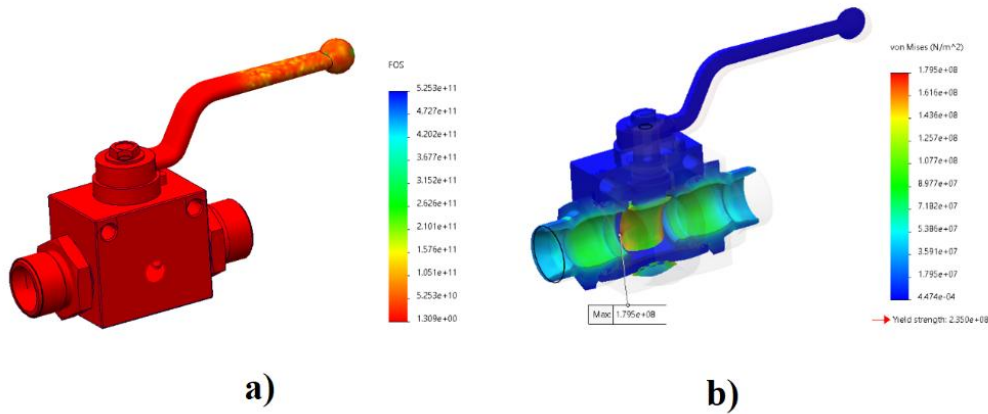 FOS
5.253e+11
4.727e+11
4.202e+11
3.677e+11
3.152e+11
2.626e+11
2.101e+11
1.576e+11
1.051e+11
5.253e+10
1.309e+00
a)
von Mises (N/m^2)
1.795e+08
1.616e+08
1.436e+08
1.257e+08
1.077e+08
8.977e+07
7.182e+07
5.386e+07
3.591e+07
1.795e+07
4.474e-04
Yield strength: 2.350e+08
Max: 1.795e+08
b)